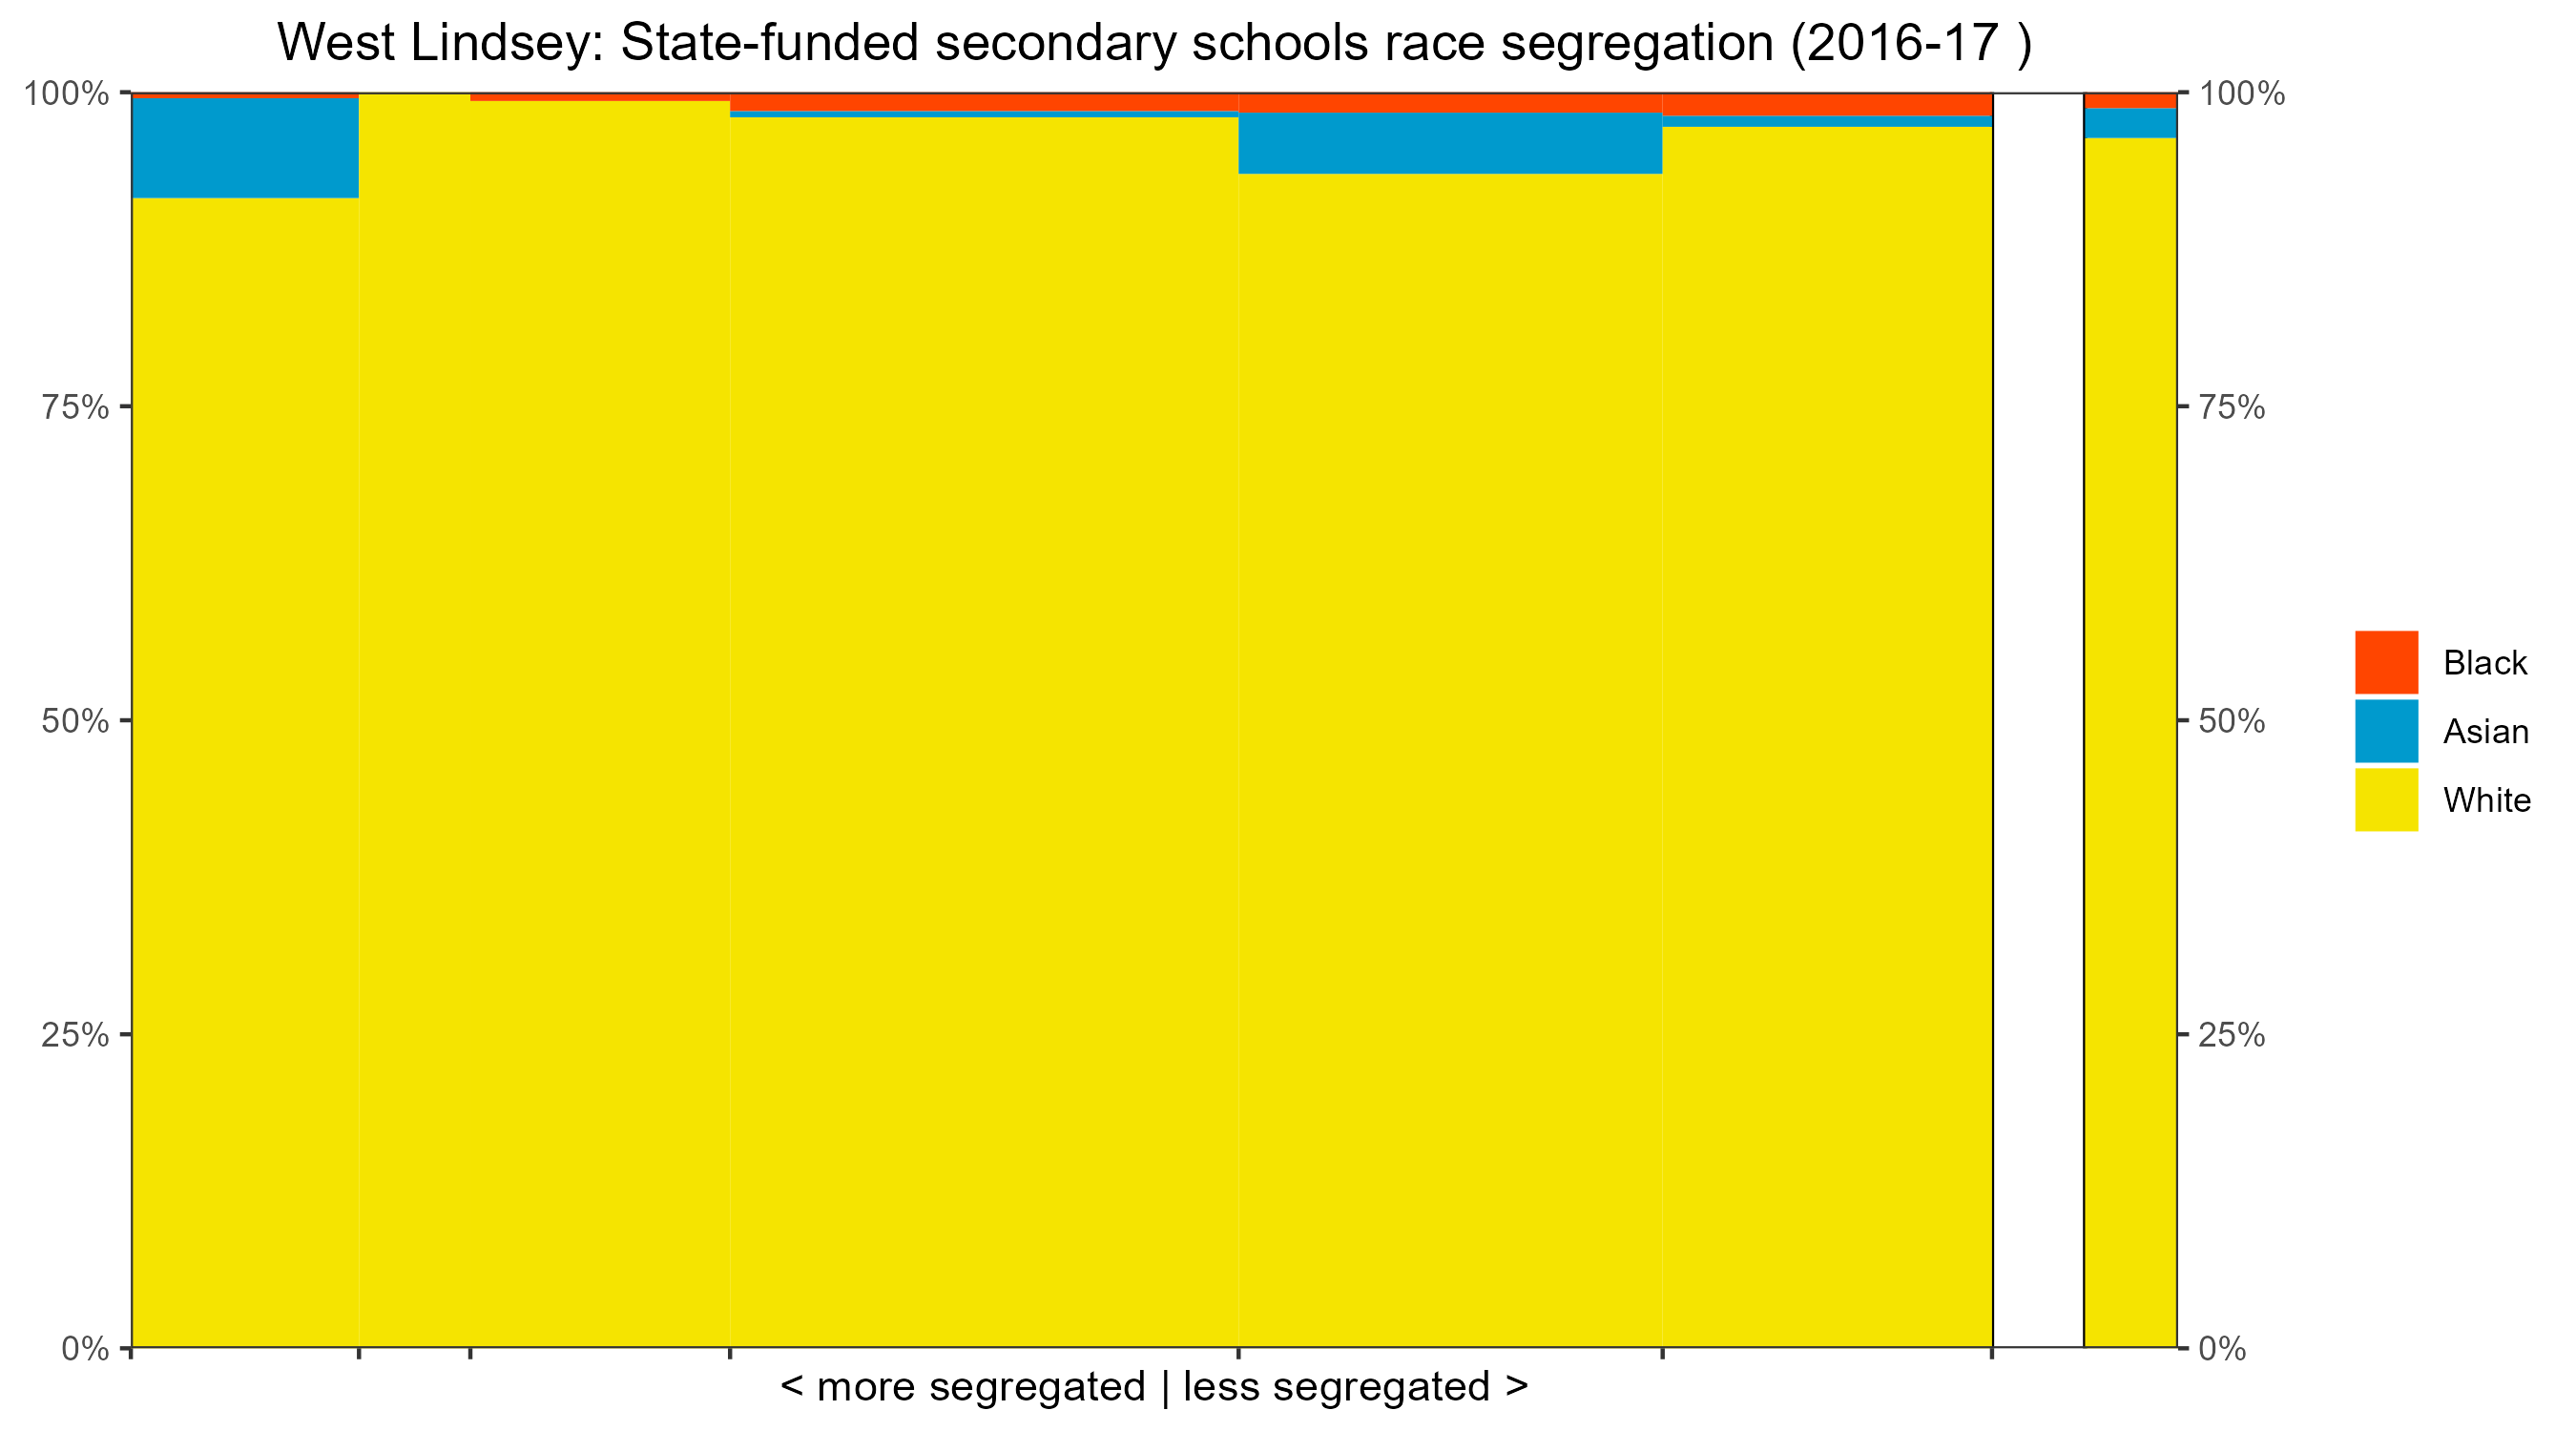 West Lindsey: State-funded secondary schools race segregation (2016-17 )
100%
75%
50%
25%
0%
100%
75%
50%
25%
0%
Black
Asian
White
< more segregated | less segregated >